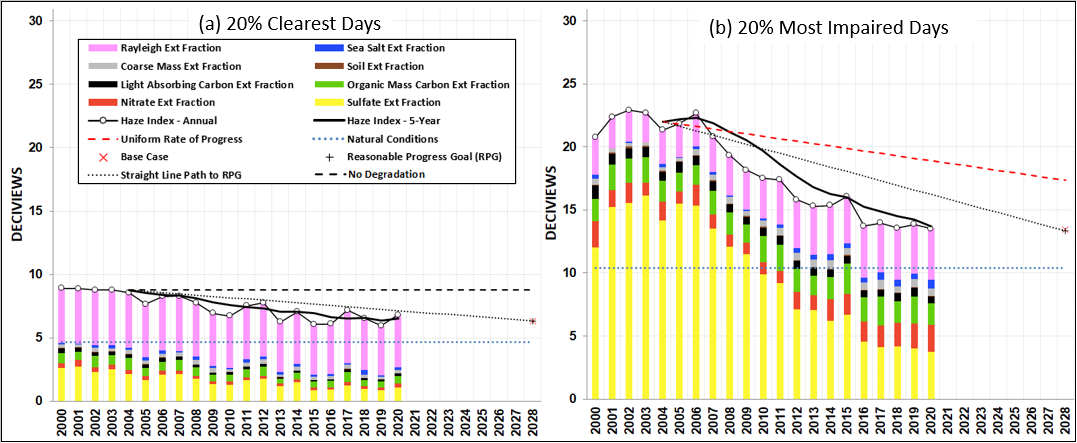 (a) 20% Clearest Days
30
25
20
15
10
5
0
DECIVIEWS
Rayleigh Ext Fraction
Sea Salt Ext Fraction
Coarse Mass Ext Fraction
Soil Ext Fraction
Light Absorbing Carbon Ext Fraction
Organic Mass Carbon Ext Fraction
Nitrate Ext Fraction
Sulfate Ext Fraction
Haze Index - Annual
Haze Index - 5-Year
Uniform Rate of Progress
Natural Conditions
Base Case
Reasonable Progress Goal (RPG)
Straight Line Path to RPG
No Degradation
2000 2001 2002 2003 2004 2005 2006 2007 2008 2009 2010 2011 2012 2013 2014 2015 2016 2017 2018 2019 2020 2021 2022 2023 2024 2025 2026 2027 2028
(b) 20% Most Impaired Days
30
25
20
15
10
5
0
DECIVIEWS
2000 2001 2002 2003 2004 2005 2006 2007 2008 2009 2010 2011 2012 2013 2014 2015 2016 2017 2018 2019 2020 2021 2022 2023 2024 2025 2026 2027 2028